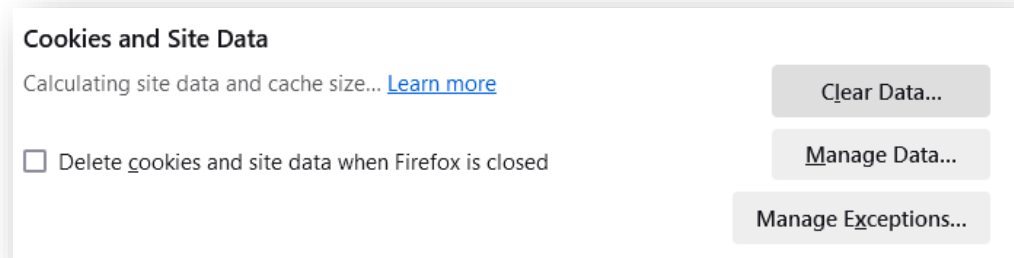 Cookies and Site Data
Calculating site data and cache size... Learn more
Clear Data...
Delete cookies and site data when Firefox is closed
Manage Data...
Manage Exceptions...